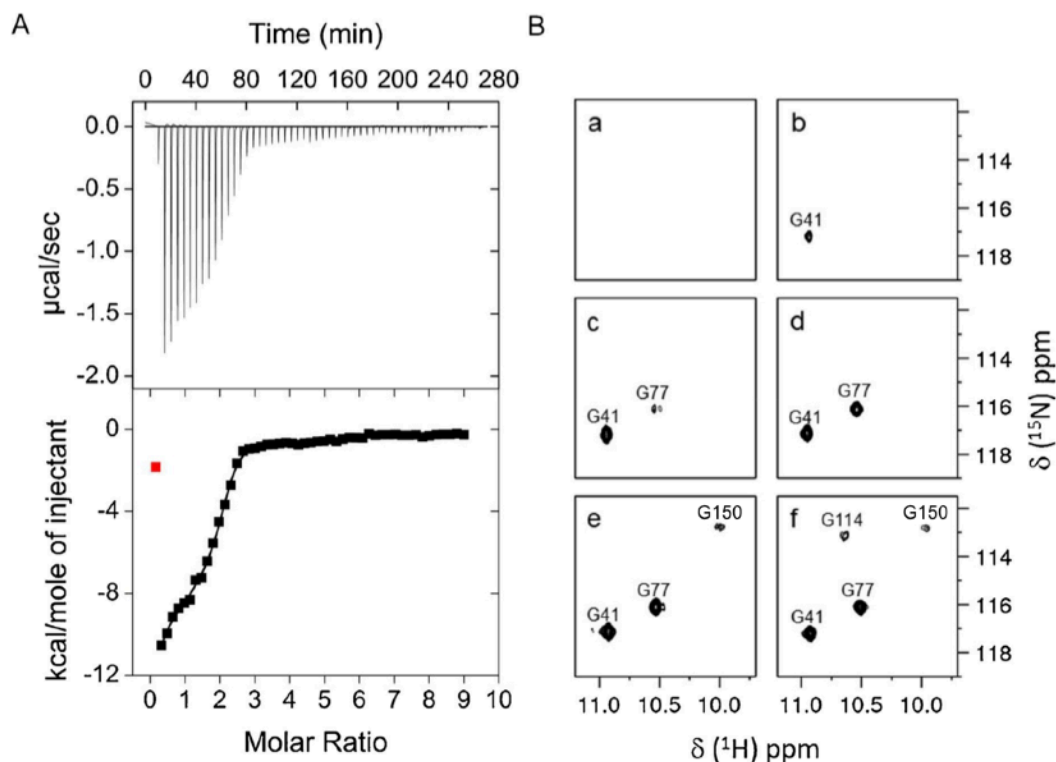 A
Time (min)
0 40 80 120 160 200 240 280
0.0
-0.5
-1.0
-1.5
-2.0
µcal/sec
0
-4
-8
-12
kcal/mole of injectant
0 1 2 3 4 5 6 7 8 9 10
Molar Ratio
B
a
b
G41
114
116
118
c
G77
G41
d
G77
G41
114
116
118
e
G150
G77
G41
f
G114
G150
G77
G41
114
116
118
δ (¹⁵N) ppm
11.0 10.5 10.0
11.0 10.5 10.0
δ (¹H) ppm